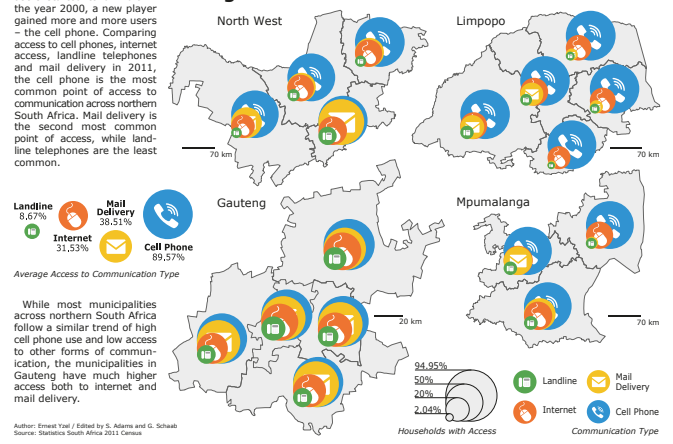 the year 2000, a new player
gained more and more users
– the cell phone. Comparing
access to cell phones, internet
access, landline telephones
and mail delivery in 2011,
the cell phone is the most
common point of access to
communication across northern
South Africa. Mail delivery is
the second most common
point of access, while land-
line telephones are the least
common.
North West
70 km
Limpopo
70 km
Landline
8,67%
Internet
31,53%
Mail
Delivery
38.51%
Cell Phone
89,57%
Average Access to Communication Type
Gauteng
20 km
Mpumalanga
70 km
While most municipalities
across northern South Africa
follow a similar trend of high
cell phone use and low access
to other forms of commun-
ication, the municipalities in
Gauteng have much higher
access both to internet and
mail delivery.
94.95%
50%
20%
2.04%
Households with Access
Landline
Mail
Delivery
Internet
Cell Phone
Communication Type
Author: Ernest Yzel / Edited by S. Adams and G. Schaab
Source: Statistics South Africa 2011 Census